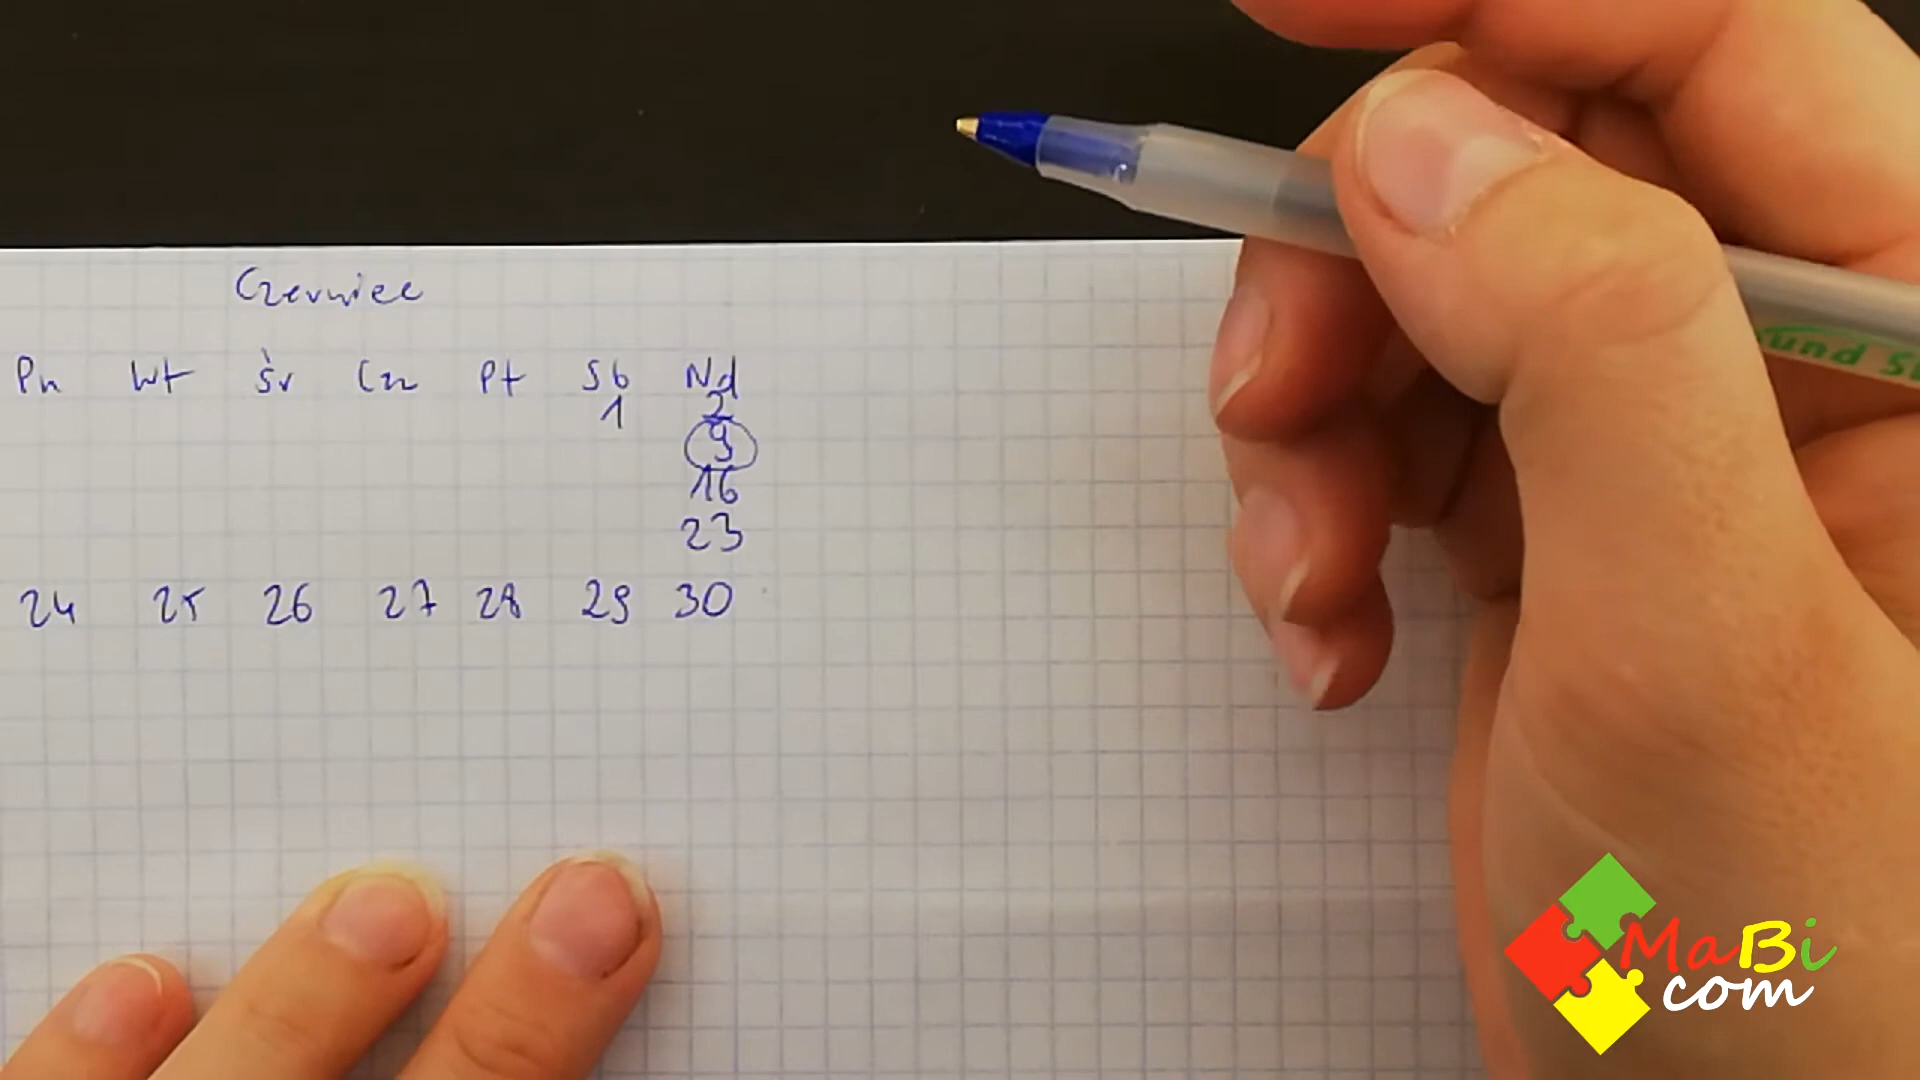 Czerwiec
Pn Wt Śr Czw Pt Sb Nd
1 2
9
16
23
24 25 26 27 28 29 30
und
MaBi
com